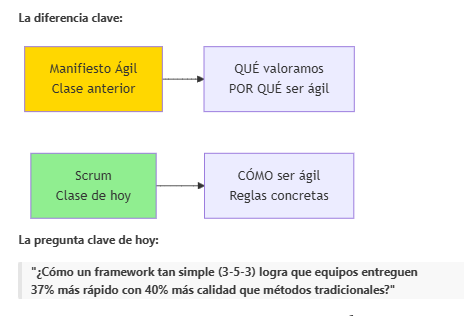 La diferencia clave:
Manifiesto Ágil
Clase anterior
QUÉ valoramos
POR QUÉ ser ágil
Scrum
Clase de hoy
CÓMO ser ágil
Reglas concretas
La pregunta clave de hoy:
"¿Cómo un framework tan simple (3-5-3) logra que equipos entreguen
37% más rápido con 40% más calidad que métodos tradicionales?"